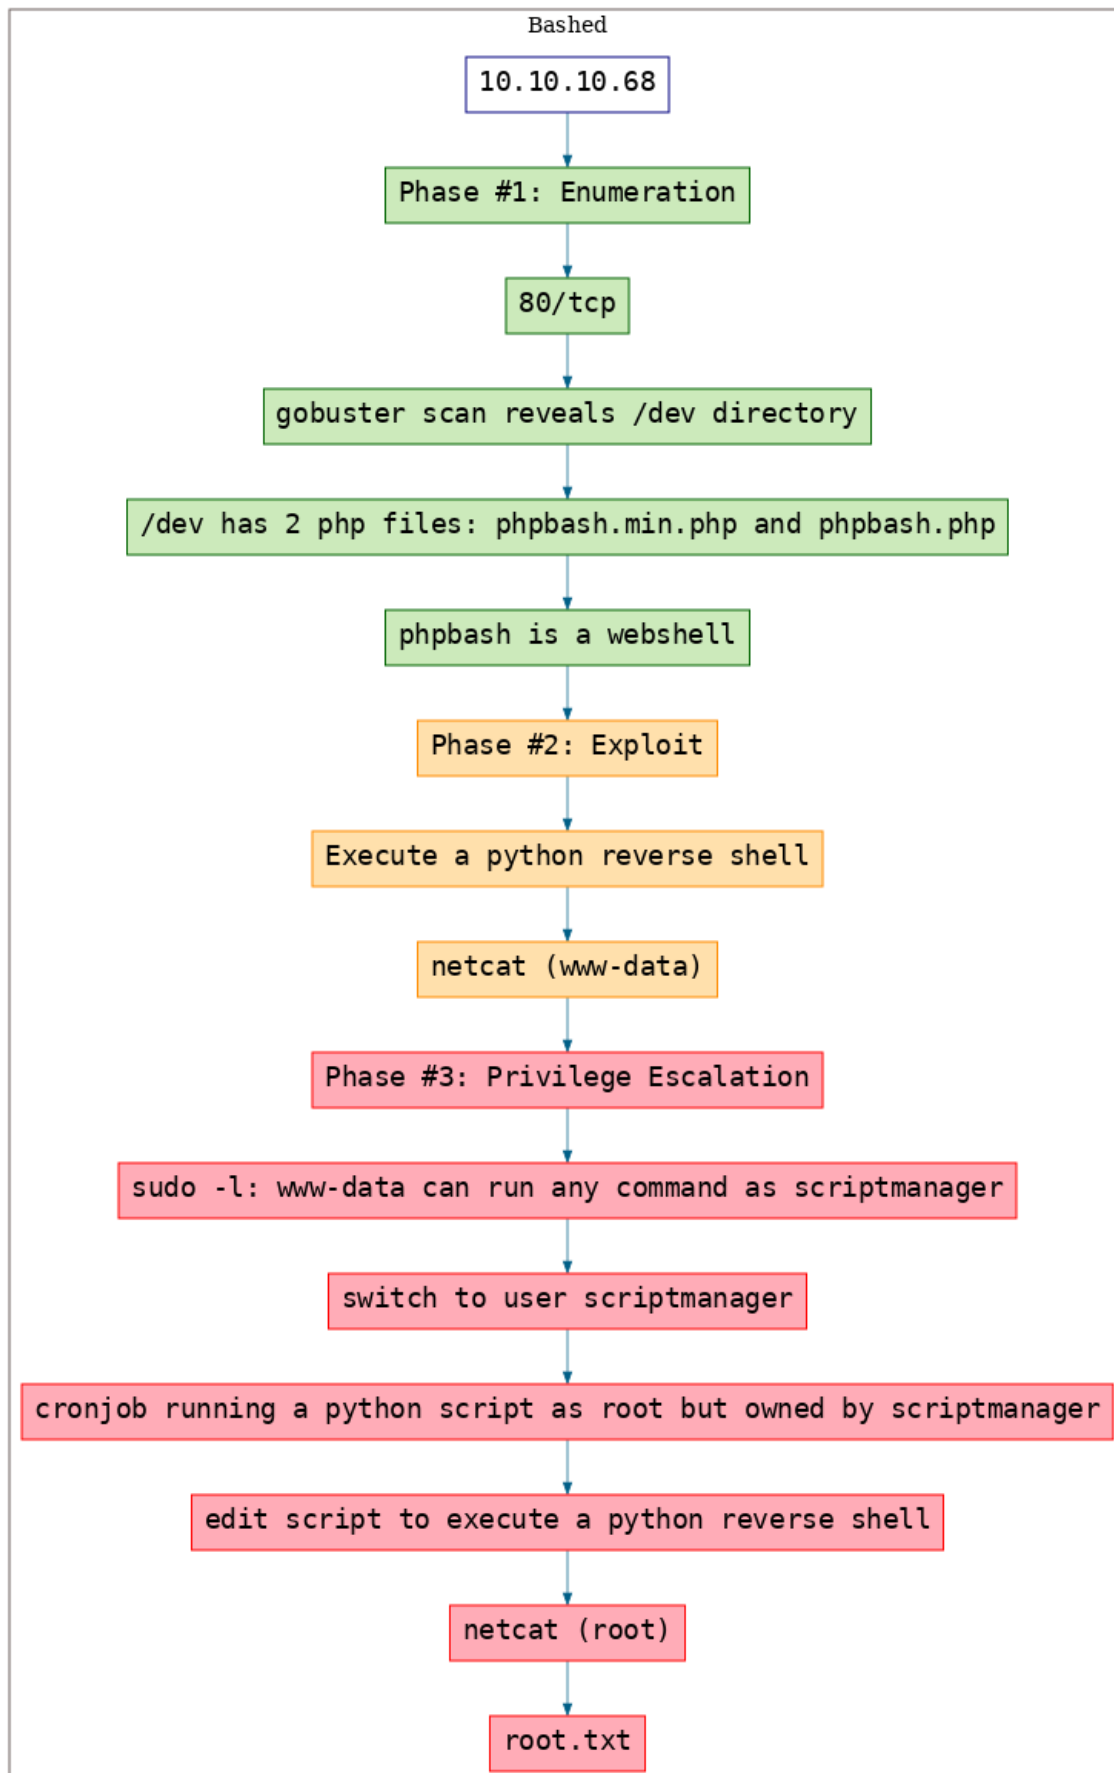 Bashed
10.10.10.68
Phase #1: Enumeration
80/tcp
gobuster scan reveals /dev directory
/dev has 2 php files: phpbash.min.php and phpbash.php
phpbash is a webshell
Phase #2: Exploit
Execute a python reverse shell
netcat (www-data)
Phase #3: Privilege Escalation
sudo -l: www-data can run any command as scriptmanager
switch to user scriptmanager
cronjob running a python script as root but owned by scriptmanager
edit script to execute a python reverse shell
netcat (root)
root.txt